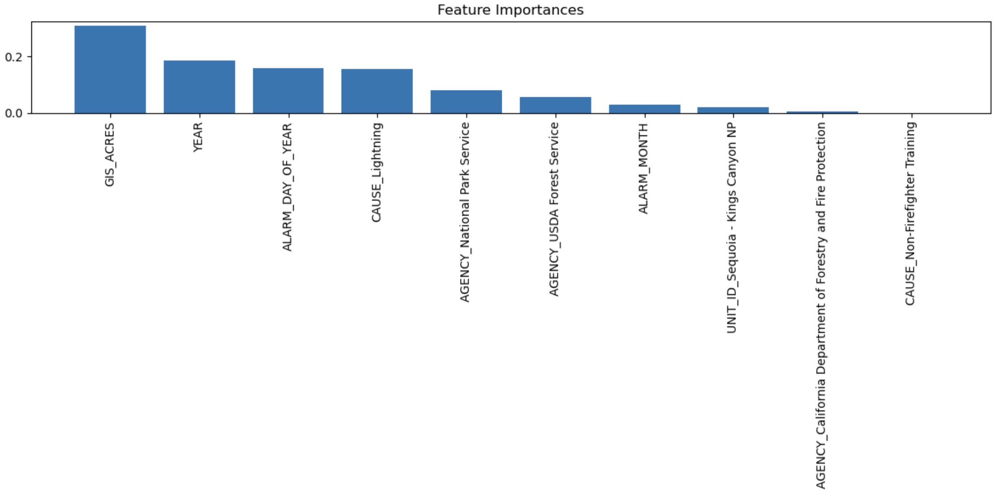 Feature Importances
0.2
0.0
GIS_ACRES
YEAR
ALARM_DAY_OF_YEAR
CAUSE_Lightning
AGENCY_National Park Service
AGENCY_USDA Forest Service
ALARM_MONTH
UNIT_ID_Sequoia - Kings Canyon NP
AGENCY_California Department of Forestry and Fire Protection
CAUSE_Non-Firefighter Training